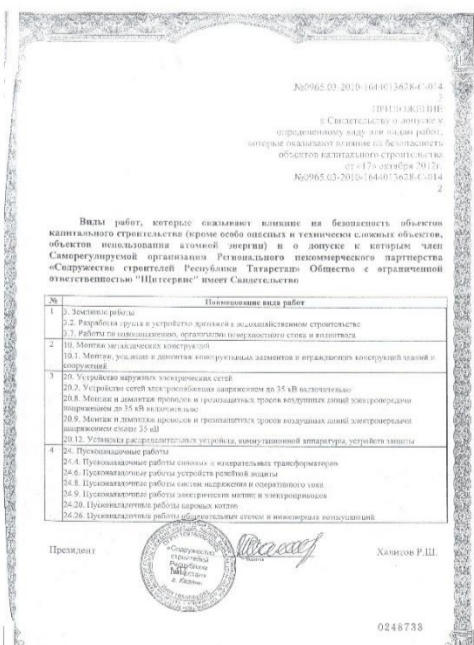 №0965.03-2010-1644013628-С-014
2
ПРИЛОЖЕНИЕ
к Свидетельству о допуске к
определенному виду или видам работ,
которые оказывают влияние на безопасность
объектов капитального строительства
от «17» октября 2012г.
№0965.03-2010-1644013628-С-014
2
Виды работ, которые оказывают влияние на безопасность объектов
капитального строительства (кроме особо опасных и технически сложных объектов,
объектов использования атомной энергии) и о допуске к которым член
Саморегулируемой организации Регионального некоммерческого партнерства
«Содружество строителей Республики Татарстан» Общество с ограниченной
ответственностью "Щитсервис" имеет Свидетельство
№ Наименование вида работ
1 3. Земляные работы
3.2. Разработка грунта и устройство дренажей в водохозяйственном строительстве
3.7. Работы по водопонижению, организации поверхностного стока и водоотвода
2 10. Монтаж металлических конструкций
10.1. Монтаж, усиление и демонтаж конструктивных элементов и ограждающих конструкций зданий и
сооружений
3 20. Устройство наружных электрических сетей
20.2. Устройство сетей электроснабжения напряжением до 35 кВ включительно
20.8. Монтаж и демонтаж проводов и грозозащитных тросов воздушных линий электропередачи
напряжением до 35 кВ включительно
20.9. Монтаж и демонтаж проводов и грозозащитных тросов воздушных линий электропередачи
напряжением свыше 35 кВ
20.12. Установка распределительных устройств, коммутационной аппаратуры, устройств защиты
4 24. Пусконаладочные работы
24.4. Пусконаладочные работы силовых и измерительных трансформаторов
24.6. Пусконаладочные работы устройств релейной защиты
24.8. Пусконаладочные работы систем напряжения и оперативного тока
24.9. Пусконаладочные работы электрических машин и электроприводов
24.20. Пусконаладочные работы паровых котлов
24.26. Пусконаладочные работы общекотельных систем и инженерных коммуникаций
Президент
«Содружество
строителей
Республики
Татарстан»
г. Казань
Халитов Р.Ш.
0248733